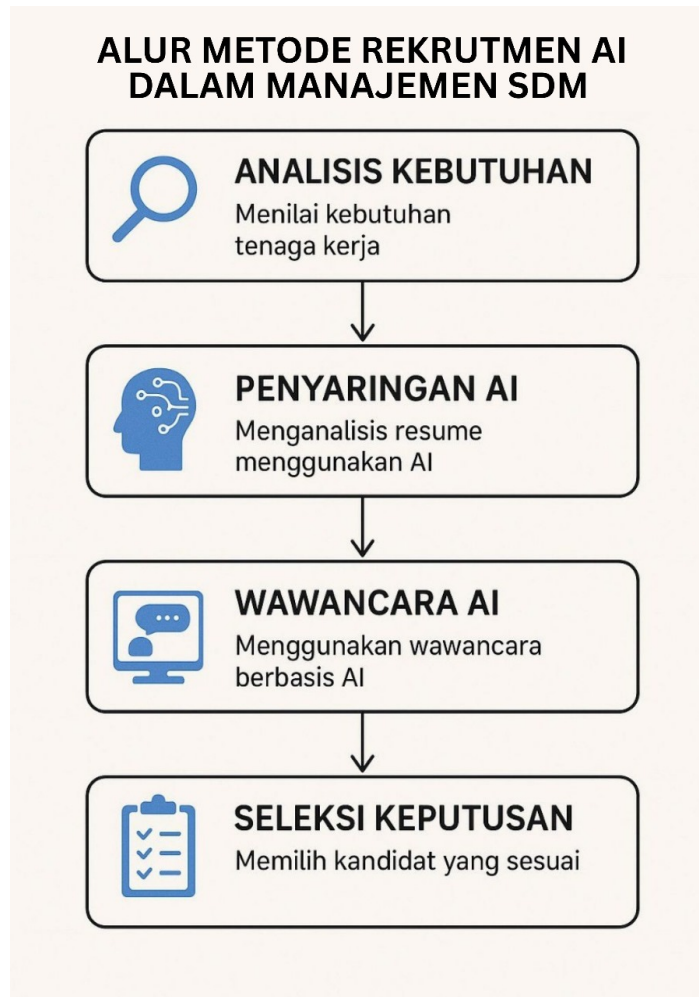 ALUR METODE REKRUTMEN AI
DALAM MANAJEMEN SDM
ANALISIS KEBUTUHAN
Menilai kebutuhan
tenaga kerja
PENYARINGAN AI
Menganalisis resume
menggunakan AI
WAWANCARA AI
Menggunakan wawancara
berbasis AI
SELEKSI KEPUTUSAN
Memilih kandidat yang sesuai